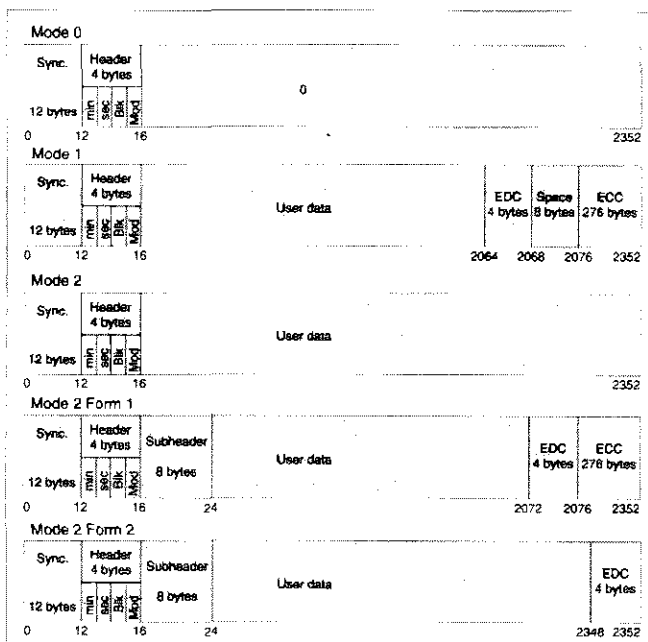 Mode 0
Sync. Header
4 bytes
0
12 bytes min sec Blk Mod
0 12 16 2352
Mode 1
Sync. Header
4 bytes
User data
EDC Space ECC
4 bytes 8 bytes 276 bytes
12 bytes min sec Blk Mod
0 12 16 2064 2068 2076 2352
Mode 2
Sync. Header
4 bytes
User data
12 bytes min sec Blk Mod
0 12 16 2352
Mode 2 Form 1
Sync. Header
4 bytes
Subheader
8 bytes
User data
EDC ECC
4 bytes 276 bytes
12 bytes min sec Blk Mod
0 12 16 24 2072 2076 2352
Mode 2 Form 2
Sync. Header
4 bytes
Subheader
8 bytes
User data
EDC
4 bytes
12 bytes min sec Blk Mod
0 12 16 24 2348 2352